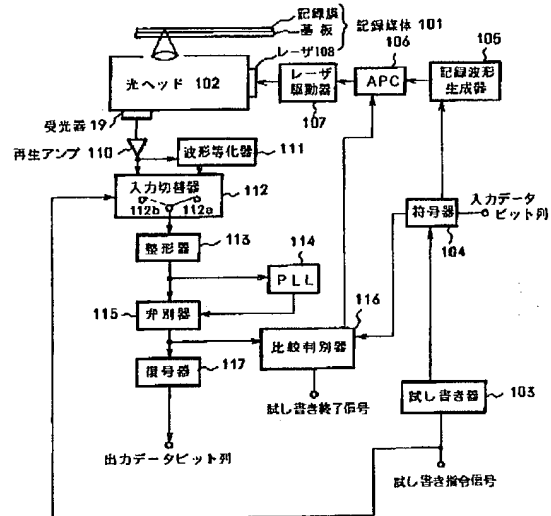 記録膜
基板
記録媒体 101
レーザ108
光ヘッド 102
受光器19
再生アンプ
110
波形等化器
111
入力切替器
112
112b
112a
整形器
113
PLL
114
弁別器
115
復号器
117
出力データビット列
レーザ駆動器
107
APC
106
記録波形生成器
105
符号器
104
入力データビット列
比較判別器
116
試し書き終了信号
試し書き器
103
試し書き指令信号